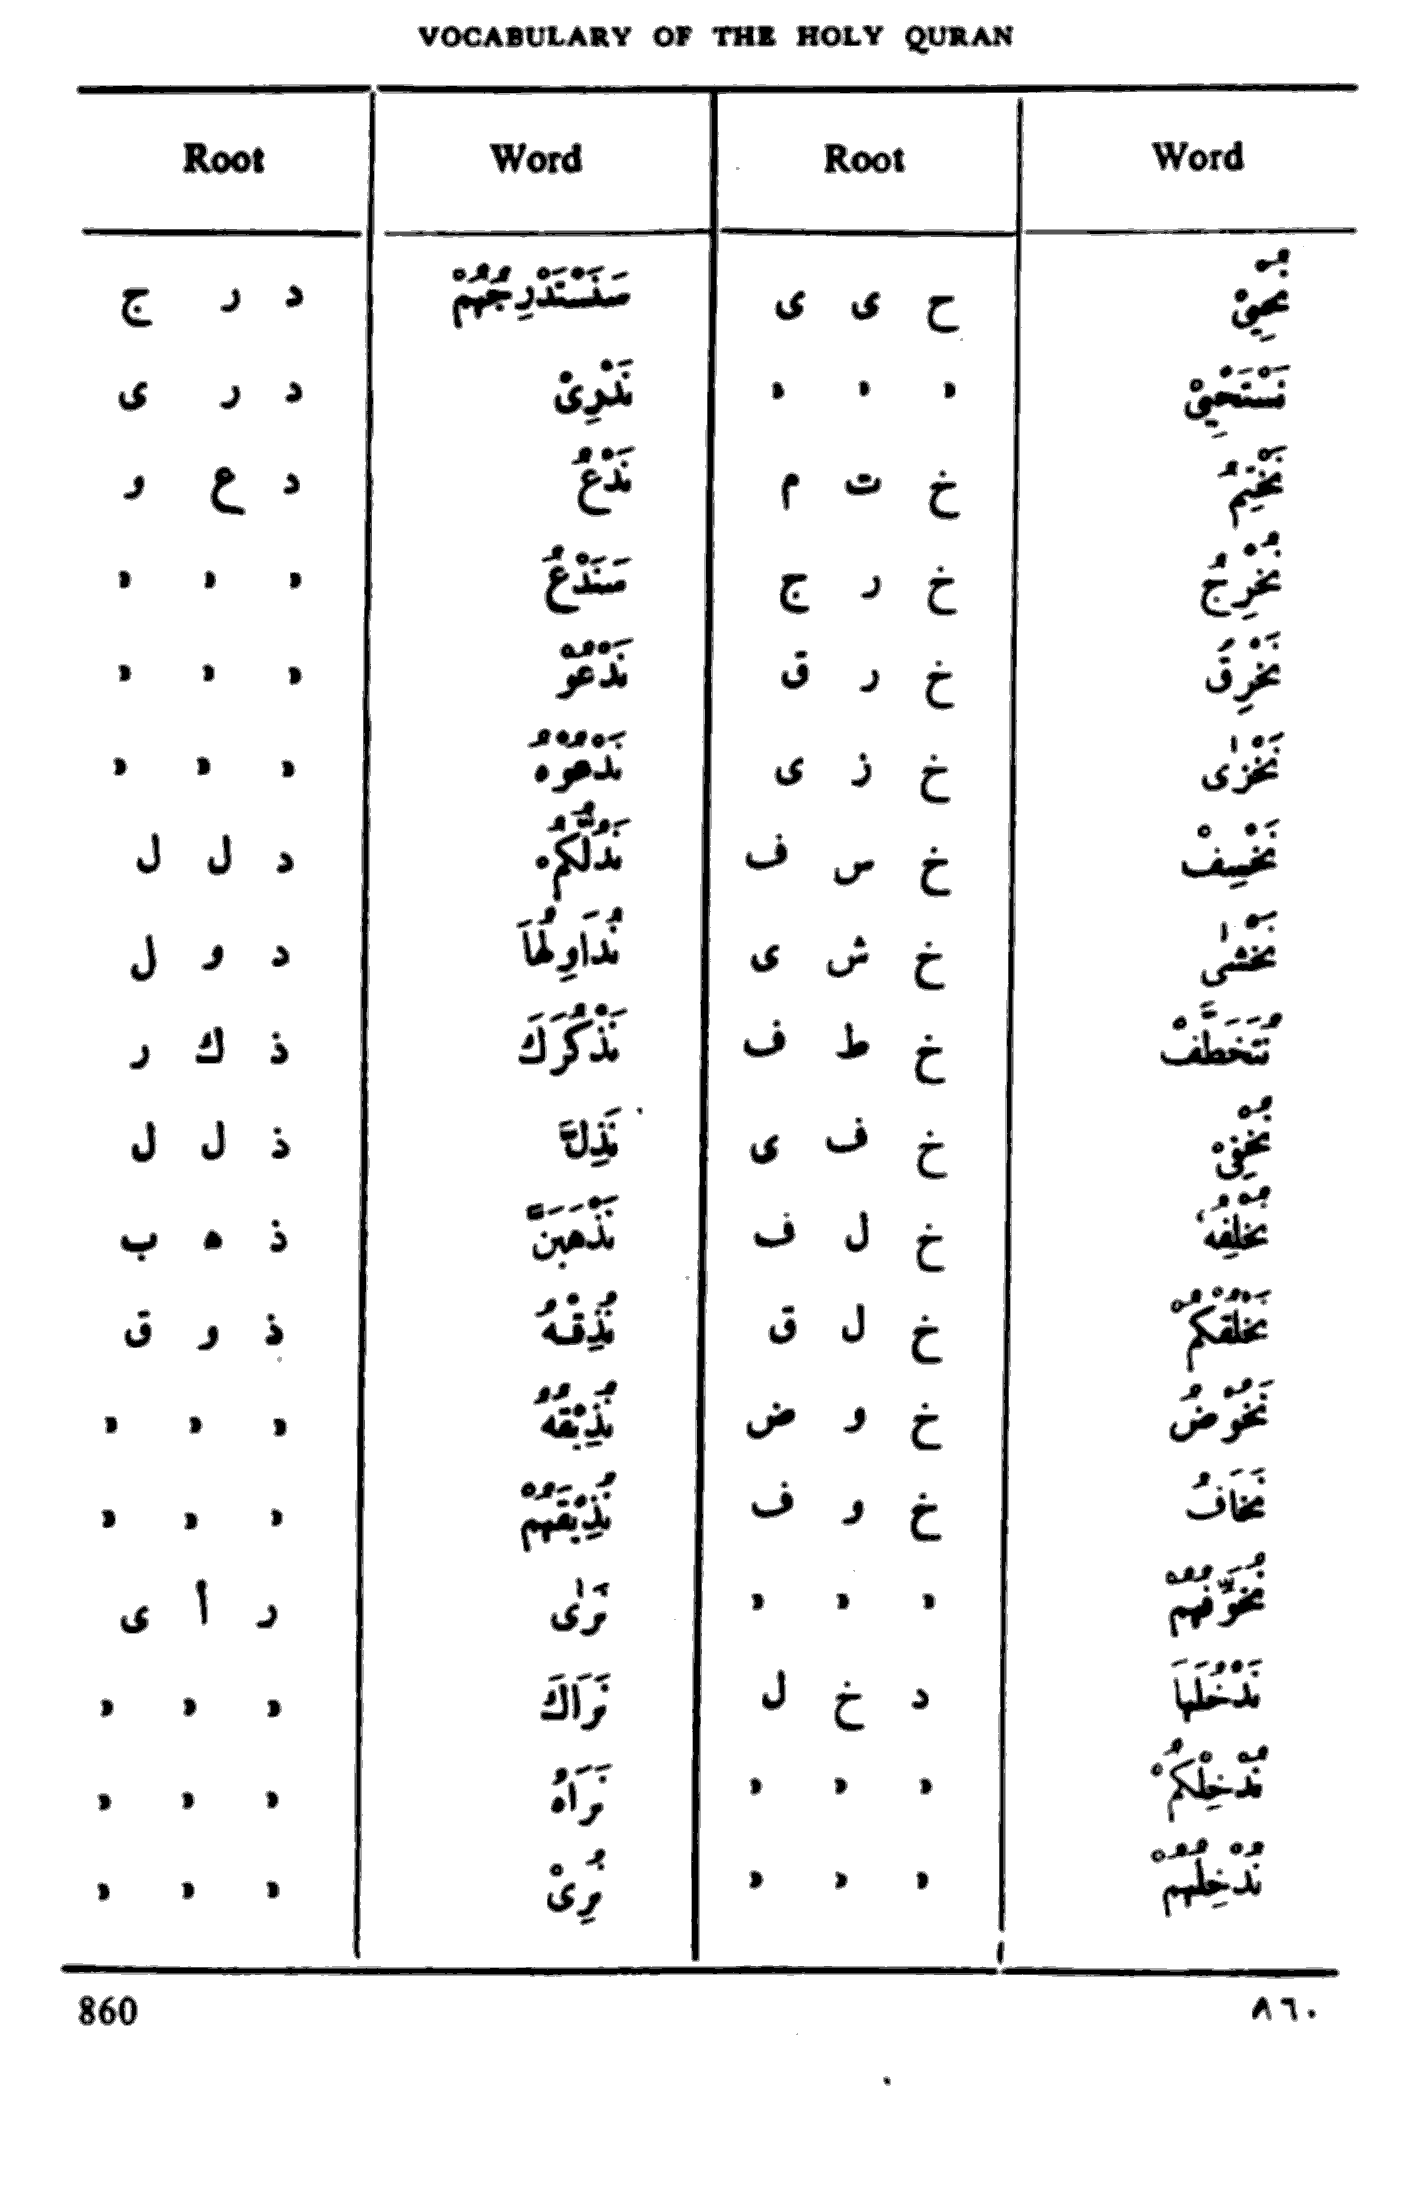 VOCABULARY OF THE HOLY QURAN
Root Word Root Word
د ر ج سَنَسْتَدْرِجُهُمْ ح ى ى نُحْيِىْ
د ر ى نَدْرِىْ " " " نَسْتَحْيِىْ
د ع و نَدْعُ خ ت م نَخْتِمُ
" " " سَنَدْعُ خ ر ج نُخْرِجُ
" " " نَدْعُوْ خ ر ق نَخْرِقَ
" " " نَدْعُوْهُ خ ز ى نَخْزٰى
د ل ل نَدُلُّكُمْ خ س ف نَخْسِفْ
د و ل نُدَاوِلُهَا خ ش ى نَخْشٰى
ذ ك ر نَذْكُرَكَ خ ط ف نُتَخَطَّفْ
ذ ل ل نَذِلَّ خ ف ى نُخْفِىْ
ذ ه ب نَذْهَبَنَّ خ ل ف نُخْلِفُهٗ
ذ و ق نُذِقْهُ خ ل ق نَخْلُقْكُمْ
" " " نُذِيْقُهُ خ و ض نَخُوْضُ
" " " نُذِيْقَهُمْ خ و ف نَخَافُ
ر أ ى نَرٰى " " " نُخَوِّفُهُمْ
" " " نَرَاكَ د خ ل نَدْخُلَهَا
" " " نَرَاهُ " " " نُدْخِلْكُمْ
" " " نُرِىْ " " " نُدْخِلُهُمْ
860 ٨٦٠